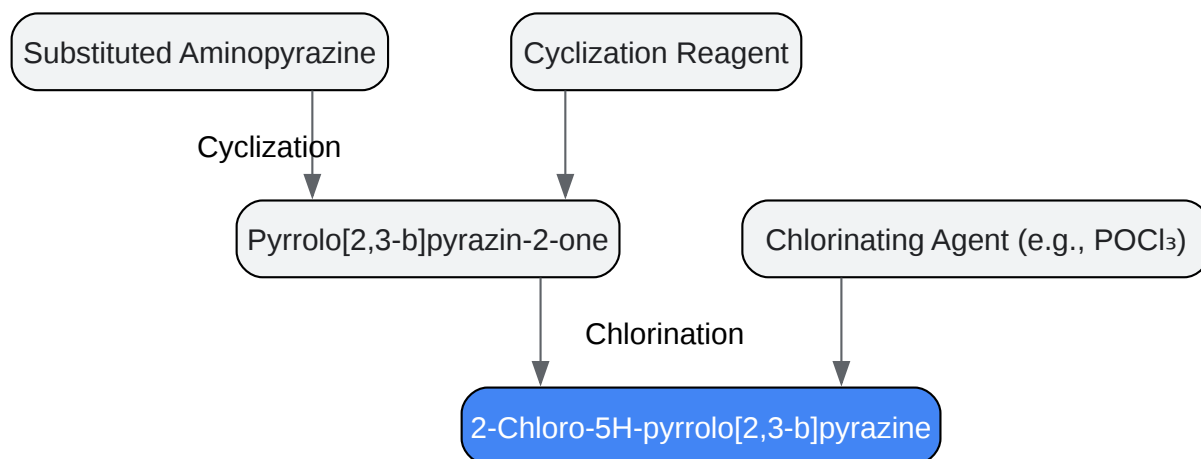 Substituted Aminopyrazine
Cyclization Reagent
Cyclization
Pyrrolo[2,3-b]pyrazin-2-one
Chlorinating Agent (e.g., POCl₃)
Chlorination
2-Chloro-5H-pyrrolo[2,3-b]pyrazine